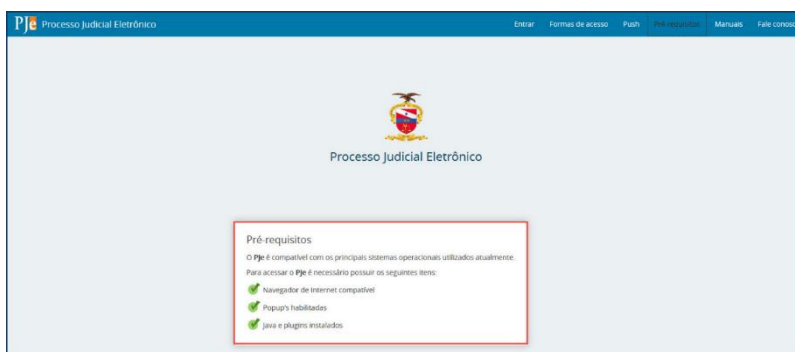 PJe Processo Judicial Eletrônico
Entrar Formas de acesso Push Pré-requisitos Manuais Fale conosc
Processo Judicial Eletrônico
Pré-requisitos
O PJe é compatível com os principais sistemas operacionais utilizados atualmente.
Para acessar o PJe é necessário possuir os seguintes itens:
Navegador de internet compatível
Popup's habilitadas
Java e plugins instalados